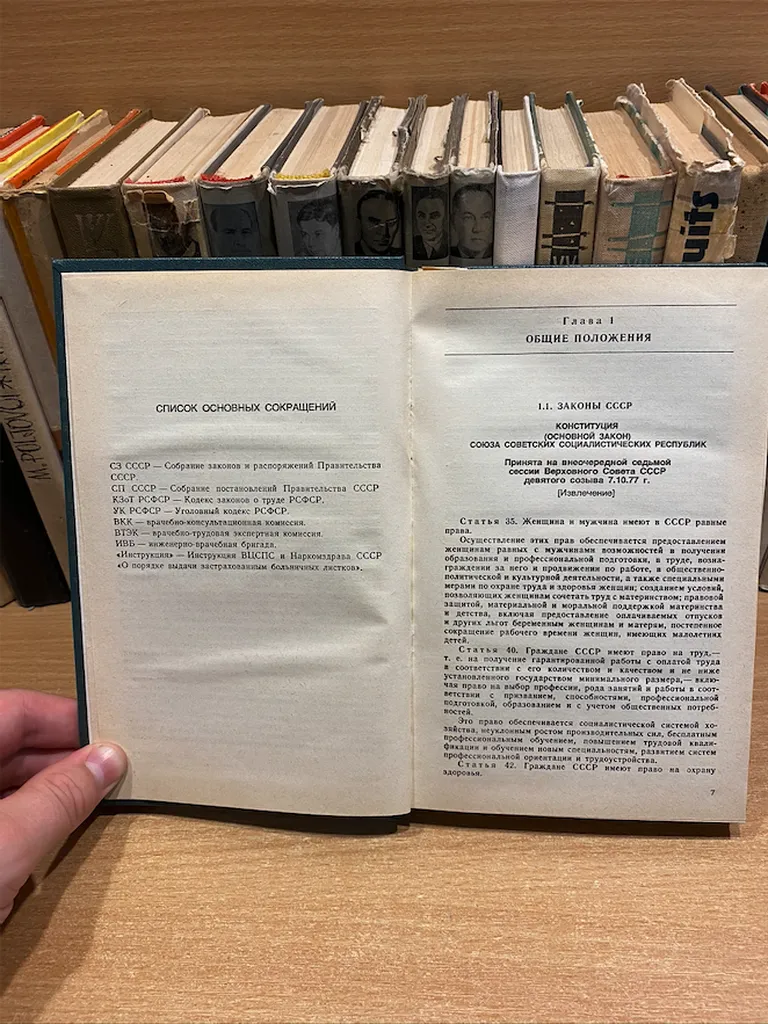 uits
СПИСОК ОСНОВНЫХ СОКРАЩЕНИЙ
СЗ СССР — Собрание законов и распоряжений Правительства
СССР.
СП СССР — Собрание постановлений Правительства СССР
КЗоТ РСФСР — Кодекс законов о труде РСФСР.
УК РСФСР — Уголовный кодекс РСФСР.
ВКК — врачебно-консультационная комиссия.
ВТЭК — врачебно-трудовая экспертная комиссия.
ИВБ — инженерно-врачебная бригада.
«Инструкция» — Инструкция ВЦСПС и Наркомздрава СССР
«О порядке выдачи застрахованным больничных листков».
Глава I
ОБЩИЕ ПОЛОЖЕНИЯ
1.1. ЗАКОНЫ СССР
КОНСТИТУЦИЯ
(ОСНОВНОЙ ЗАКОН)
СОЮЗА СОВЕТСКИХ СОЦИАЛИСТИЧЕСКИХ РЕСПУБЛИК
Принята на внеочередной седьмой
сессии Верховного Совета СССР
девятого созыва 7.10.77 г.
[Извлечение]
Статья 35. Женщина и мужчина имеют в СССР равные
права.
Осуществление этих прав обеспечивается предоставлением
женщинам равных с мужчинами возможностей в получении
образования и профессиональной подготовки, в труде, вознаг-
раждении за него и продвижении по работе, в общественно-
политической и культурной деятельности, а также специальными
мерами по охране труда и здоровья женщин; созданием условий,
позволяющих женщинам сочетать труд с материнством; правовой
защитой, материальной и моральной поддержкой материнства
и детства, включая предоставление оплачиваемых отпусков
и других льгот беременным женщинам и матерям, постепенное
сокращение рабочего времени женщин, имеющих малолетних
детей.
Статья 40. Граждане СССР имеют право на труд,—
т. е. на получение гарантированной работы с оплатой труда
в соответствии с его количеством и качеством и не ниже
установленного государством минимального размера,— вклю-
чая право на выбор профессии, рода занятий и работы в соот-
ветствии с призванием, способностями, профессиональной
подготовкой, образованием и с учетом общественных потреб-
ностей.
Это право обеспечивается социалистической системой хо-
зяйства, неуклонным ростом производительных сил, бесплатным
профессиональным обучением, повышением трудовой квали-
фикации и обучением новым специальностям, развитием систем
профессиональной ориентации и трудоустройства.
Статья 42. Граждане СССР имеют право на охрану
здоровья.
7